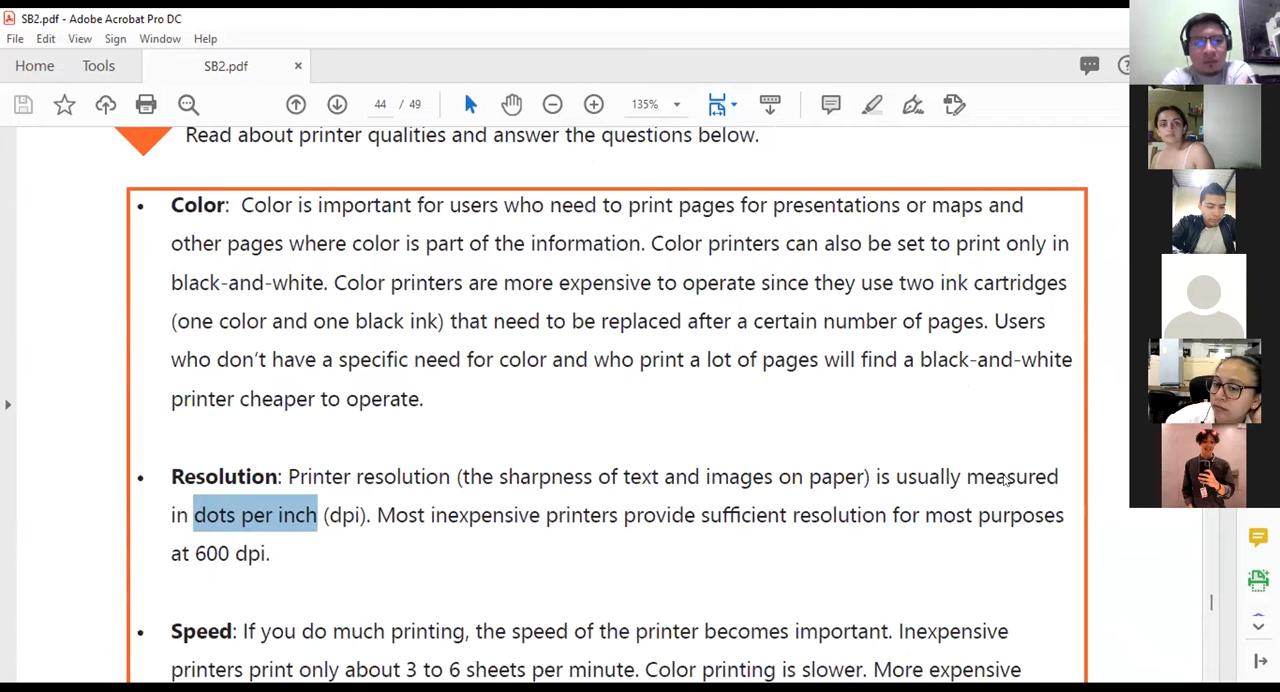 SB2.pdf - Adobe Acrobat Pro DC
File Edit View Sign Window Help
Home Tools SB2.pdf ×
44 / 49 135%
Read about printer qualities and answer the questions below.
• Color: Color is important for users who need to print pages for presentations or maps and
other pages where color is part of the information. Color printers can also be set to print only in
black-and-white. Color printers are more expensive to operate since they use two ink cartridges
(one color and one black ink) that need to be replaced after a certain number of pages. Users
who don't have a specific need for color and who print a lot of pages will find a black-and-white
printer cheaper to operate.
• Resolution: Printer resolution (the sharpness of text and images on paper) is usually measured
in dots per inch (dpi). Most inexpensive printers provide sufficient resolution for most purposes
at 600 dpi.
• Speed: If you do much printing, the speed of the printer becomes important. Inexpensive
printers print only about 3 to 6 sheets per minute. Color printing is slower. More expensive